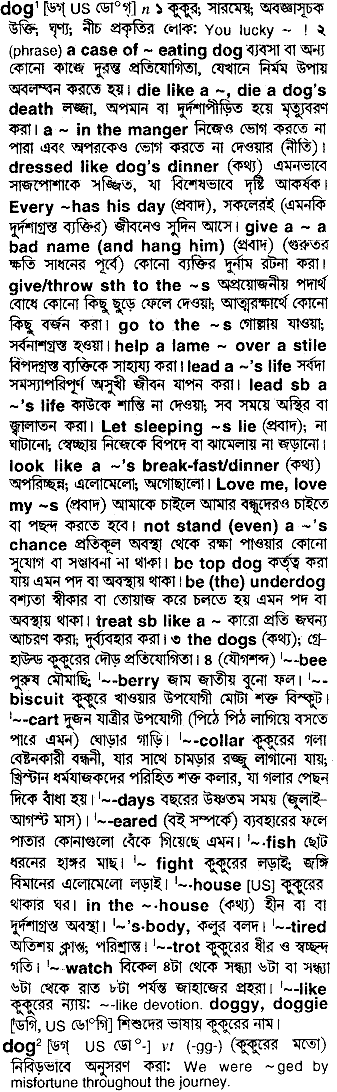 dog¹ [ডগ্ US ডোºগ্] n ১ কুকুর; সারমেয়; অবজ্ঞাসূচক
উক্তি; ঘৃণ্য; নীচ প্রকৃতির লোক: You lucky ~ ! ২
(phrase) a case of ~ eating dog ব্যবসা বা অন্য
কোনো কাজে দুরন্ত প্রতিযোগিতা, যেখানে নির্মম উপায়
অবলম্বন করতে হয়। die like a ~, die a dog's
death লজ্জা, অপমান বা দুর্দশাপীড়িত হয়ে মৃত্যুবরণ
করা। a ~ in the manger নিজেও ভোগ করতে না
পারা এবং অপরকেও ভোগ করতে না দেওয়ার (নীতি)।
dressed like dog's dinner (কথ্য) এমনভাবে
সাজপোশাকে সজ্জিত, যা বিশেষভাবে দৃষ্টি আকর্ষক।
Every ~has his day (প্রবাদ), সকলেরই (এমনকি
দুর্দশাগ্রস্ত ব্যক্তির) জীবনেও সুদিন আসে। give a ~ a
bad name (and hang him) (প্রবাদ) (গুরুতর
ক্ষতি সাধনের পূর্বে) কোনো ব্যক্তির দুর্নাম রটনা করা।
give/throw sth to the ~s অপ্রয়োজনীয় পদার্থ
বোধে কোনো কিছু ছুড়ে ফেলে দেওয়া; আত্মরক্ষার্থে কোনো
কিছু বর্জন করা। go to the ~s গোল্লায় যাওয়া;
সর্বনাশগ্রস্ত হওয়া। help a lame ~ over a stile
বিপদগ্রস্ত ব্যক্তিকে সাহায্য করা। lead a ~'s life সর্বদা
সমস্যাপরিপূর্ণ অসুখী জীবন যাপন করা। lead sb a
~'s life কাউকে শান্তি না দেওয়া; সব সময়ে অস্থির বা
জ্বালাতন করা। Let sleeping ~s lie (প্রবাদ); না
ঘাটানো; স্বেচ্ছায় নিজেকে বিপদে বা ঝামেলায় না জড়ানো।
look like a ~'s break-fast/dinner (কথ্য)
অপরিচ্ছন্ন; এলোমেলো; অগোছালো। Love me, love
my ~s (প্রবাদ) আমাকে চাইলে আমার বন্ধুদেরও চাইতে
বা পছন্দ করতে হবে। not stand (even) a ~'s
chance প্রতিকূল অবস্থা থেকে রক্ষা পাওয়ার কোনো
সুযোগ বা সম্ভাবনা না থাকা। be top dog কর্তৃত্ব করা
যায় এমন পদ বা অবস্থায় থাকা। be (the) underdog
বশ্যতা স্বীকার বা তোয়াজ করে চলতে হয় এমন পদ বা
অবস্থায় থাকা। treat sb like a ~ কারো প্রতি জঘন্য
আচরণ করা; দুর্ব্যবহার করা। ৩ the dogs (কথ্য); গ্রে-
হাউন্ড কুকুরের দৌড় প্রতিযোগিতা। ৪ (যৌগশব্দ) ˈ~-bee
পুরুষ মৌমাছি; ˈ~-berry জাম জাতীয় বুনো ফল। ˈ~-
biscuit কুকুরে খাওয়ার উপযোগী মোটা শক্ত বিস্কুট।
ˈ~-cart দুজন যাত্রীর উপযোগী (পিঠে পিঠ লাগিয়ে বসতে
পারে এমন) ঘোড়ার গাড়ি। ˈ~-collar কুকুরের গলা
বেষ্টনকারী বন্ধনী, যার সাথে চামড়ার রজ্জু লাগানো যায়;
খ্রিস্টান ধর্মযাজকদের পরিহিত শক্ত কলার, যা গলার পেছন
দিকে বাঁধা হয়। ˈ~-days বছরের উষ্ণতম সময় (জুলাই-
আগস্ট মাস)। ˈ~-eared (বই সম্পর্কে) ব্যবহারের ফলে
পাতার কোনাগুলো বেঁকে গিয়েছে এমন। ˈ~-fish ছোট
ধরনের হাঙ্গর মাছ। ˈ~ fight কুকুরের লড়াই; জঙ্গি
বিমানের এলোমেলো লড়াই। ˈ~-house [US] কুকুরের
থাকার ঘর। in the ~-house (কথ্য) হীন বা বা
দুর্দশাগ্রস্ত অবস্থা। ˈ~'s-body, কলুর বলদ। ˈ~-tired
অতিশয় ক্লান্ত; পরিশ্রান্ত। ˈ~-trot কুকুরের ধীর ও স্বচ্ছন্দ
গতি। ˈ~ watch বিকেল ৪টা থেকে সন্ধ্যা ৬টা বা সন্ধ্যা
৬টা থেকে রাত ৮টা পর্যন্ত জাহাজের প্রহরা। ˈ~-like
কুকুরের ন্যায়: ~-like devotion. doggy, doggie
[ডগি, US ডোºগি] শিশুদের ভাষায় কুকুরের নাম।
dog² [ডগ্ US ডোº-] vt (-gg-) (কুকুরের মতো)
নিবিড়ভাবে অনুসরণ করা: We were ~ged by
misfortune throughout the journey.